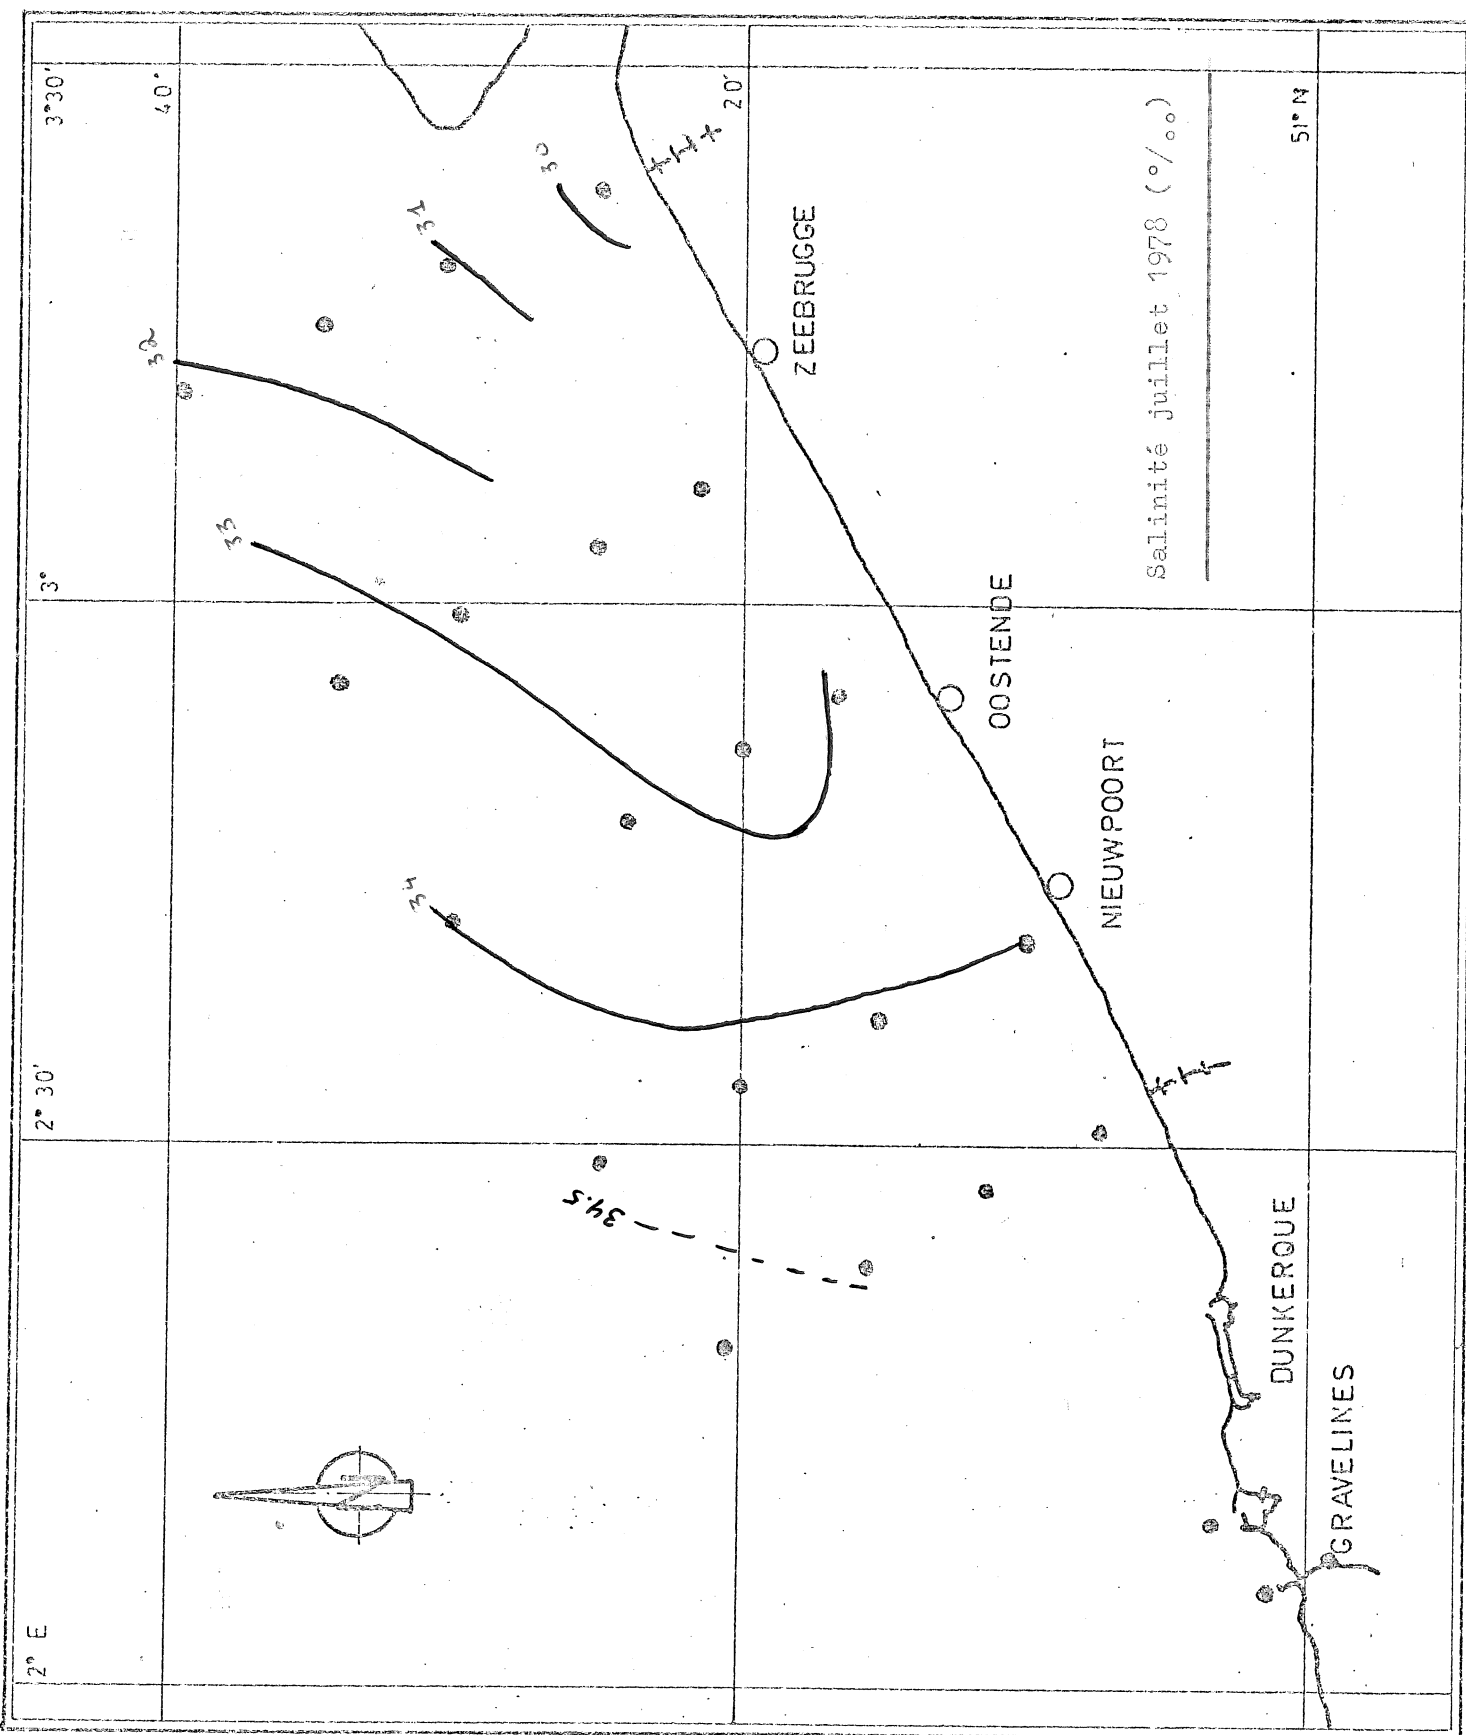 2° E
2° 30'
3°
3°30'
40°
32
31
33
30
34
34.5
20'
ZEEBRUGGE
OOSTENDE
NIEUWPOORT
DUNKERQUE
GRAVELINES
51° N
Salinité juillet 1978 (°/°°)